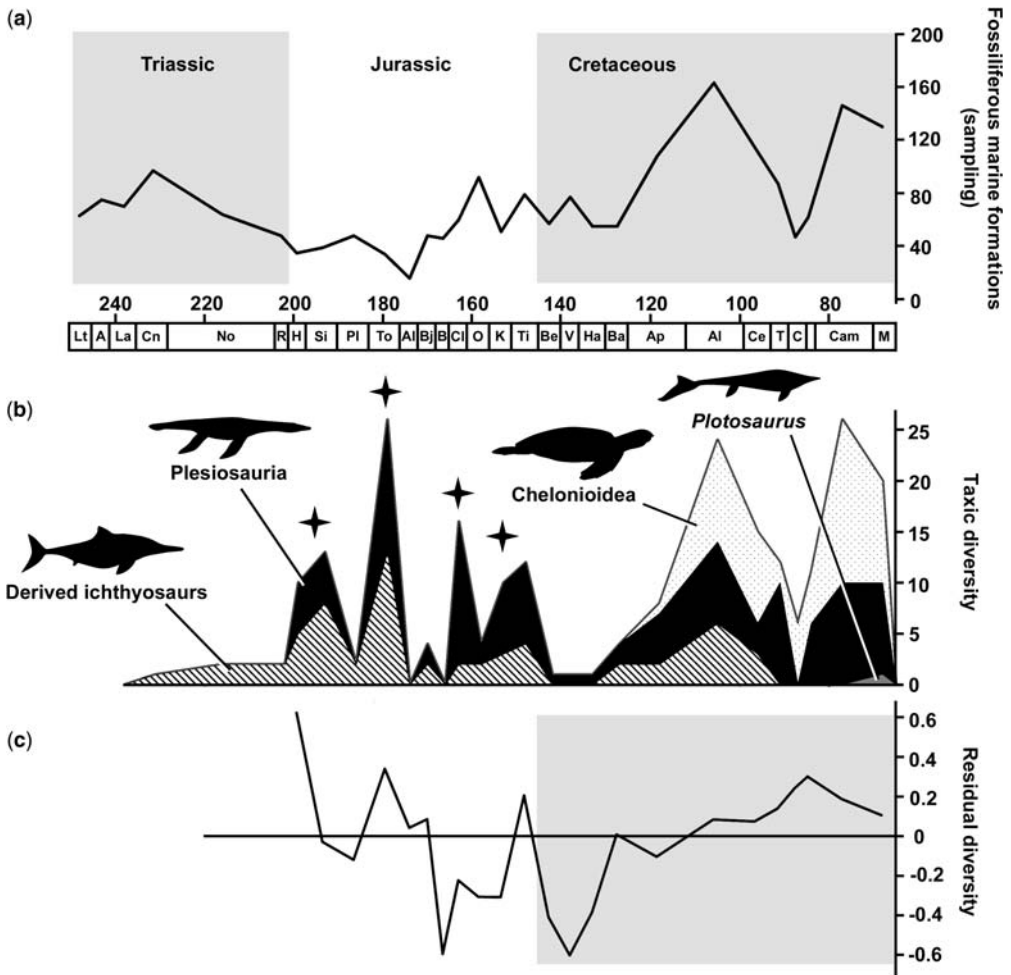 (a)
Triassic
Jurassic
Cretaceous
200
160
120
80
40
0
Fossiliferous marine formations
(sampling)
240 220 200 180 160 140 120 100 80
Lt A La Cn No R H Si Pl To Al Bj B Cl O K Ti Be V Ha Ba Ap Al Ce T C Cam M
(b)
Plesiosauria
Derived ichthyosaurs
Chelonioidea
Plotosaurus
25
20
15
10
5
0
Taxic diversity
(c)
0.6
0.4
0.2
0
-0.2
-0.4
-0.6
Residual diversity